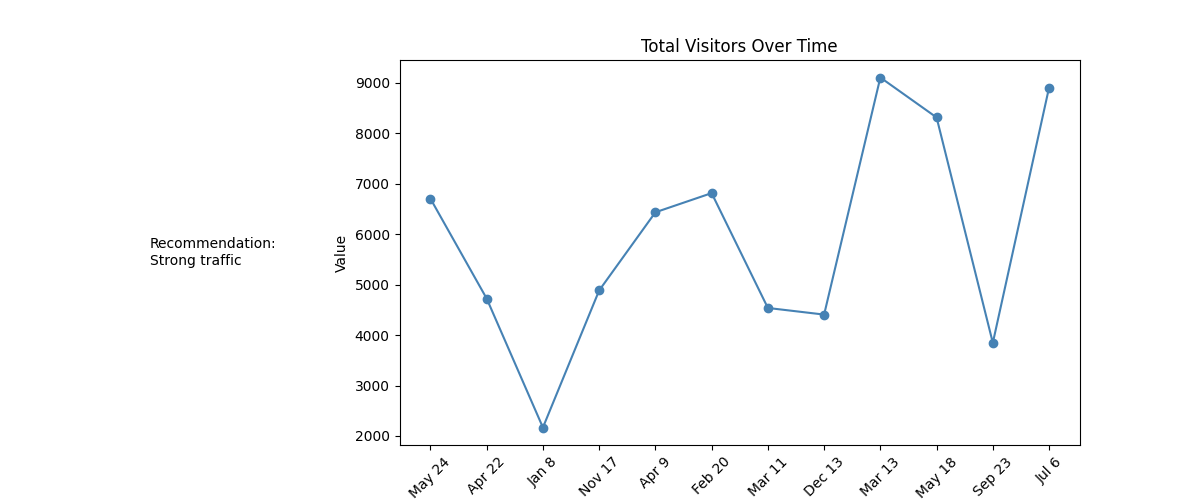 Total Visitors Over Time
Recommendation:
Strong traffic
Value
9000
8000
7000
6000
5000
4000
3000
2000
May 24
Apr 22
Jan 8
Nov 17
Apr 9
Feb 20
Mar 11
Dec 13
Mar 13
May 18
Sep 23
Jul 6